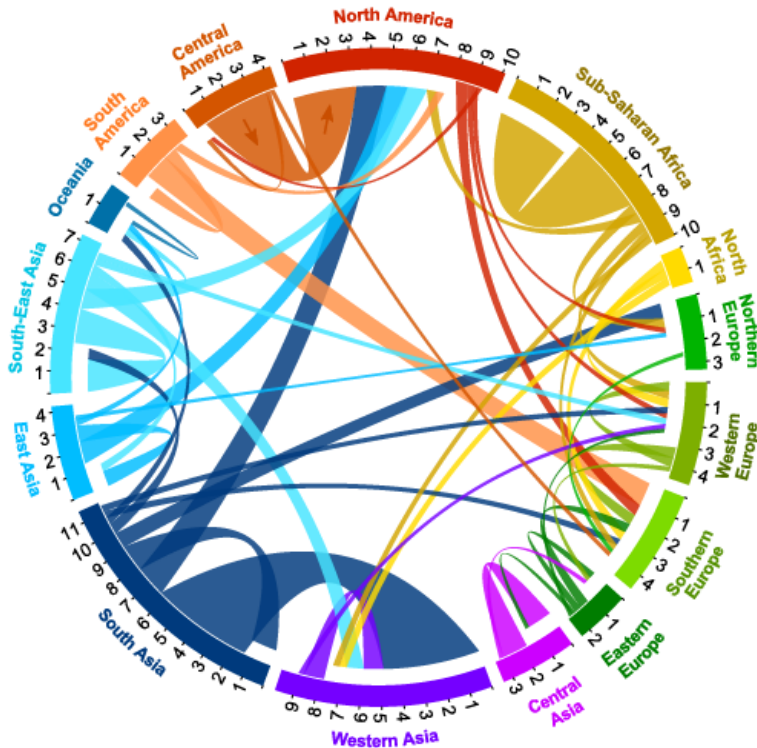 North America
1 2 3 4 5 6 7 8 9 10
Sub-Saharan Africa
1 2 3 4 5 6 7 8 9 10
North
Africa
1
Northern
Europe
1 2 3
Western
Europe
1 2 3 4
Southern
Europe
1 2 3 4
Eastern
Europe
1 2
Central
Asia
1 2 3
Western Asia
1 2 3 4 5 6 7 8 9
South Asia
1 2 3 4 5 6 7 8 9 10 11
East Asia
1 2 3 4
South-East Asia
1 2 3 4 5 6 7
Oceania
1
South
America
1 2 3
Central
America
1 2 3 4